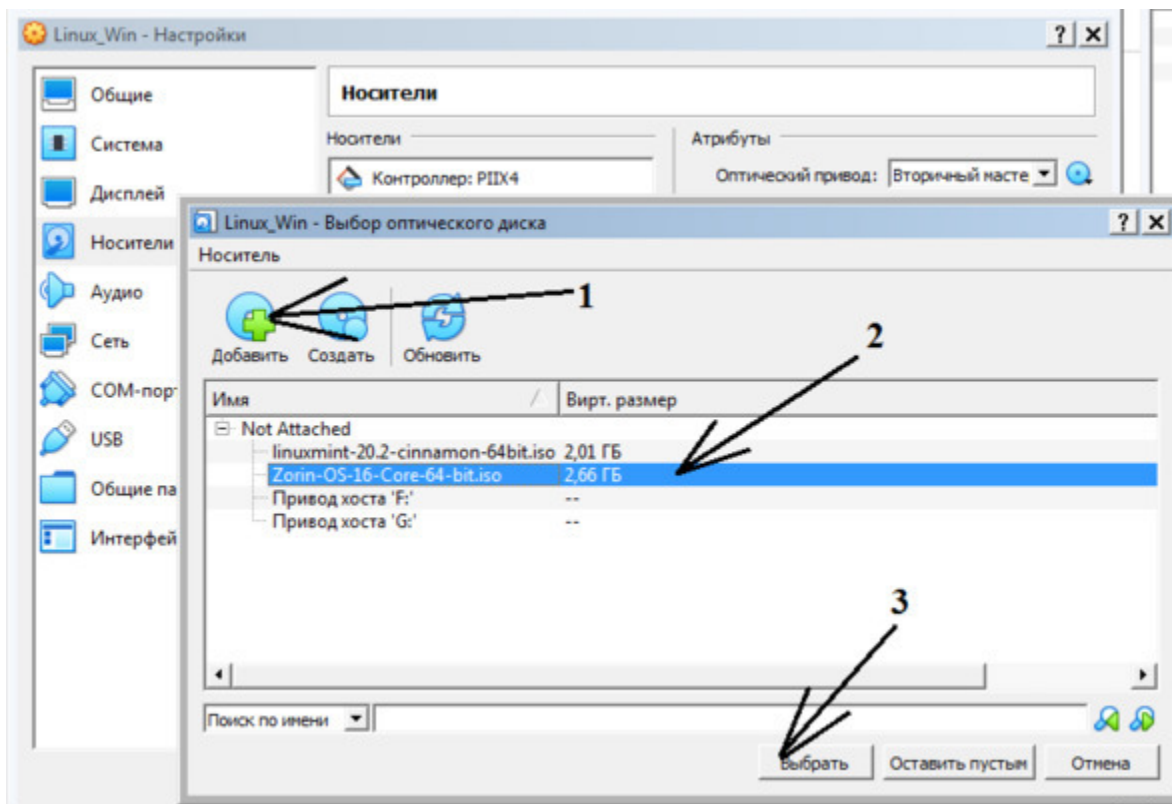 Linux_Win - Настройки
Общие
Система
Дисплей
Носители
Аудио
Сеть
COM-пор
USB
Общие па
Интерфей
Носители
Носители
Контроллер: PIIX4
Атрибуты
Оптический привод: Вторичный масте
Linux_Win - Выбор оптического диска
Носитель
1
Добавить Создать Обновить
2
Имя Вирт. размер
Not Attached
linuxmint-20.2-cinnamon-64bit.iso 2,01 ГБ
Zorin-OS-16-Core-64-bit.iso 2,66 ГБ
Привод хоста 'F:' --
Привод хоста 'G:' --
3
Поиск по имени
Выбрать Оставить пустым Отмена